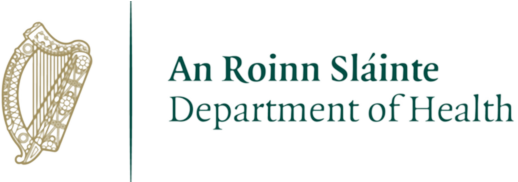 An Roinn Sláinte
Department of Health